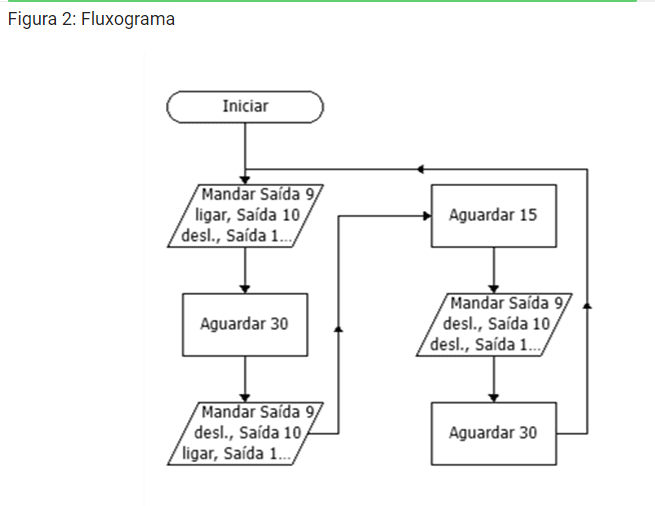 Figura 2: Fluxograma
Iniciar
Mandar Saída 9
ligar, Saída 10
desl., Saída 1...
Aguardar 30
Mandar Saída 9
desl., Saída 10
ligar, Saída 1...
Aguardar 15
Mandar Saída 9
desl., Saída 10
desl., Saída 1...
Aguardar 30